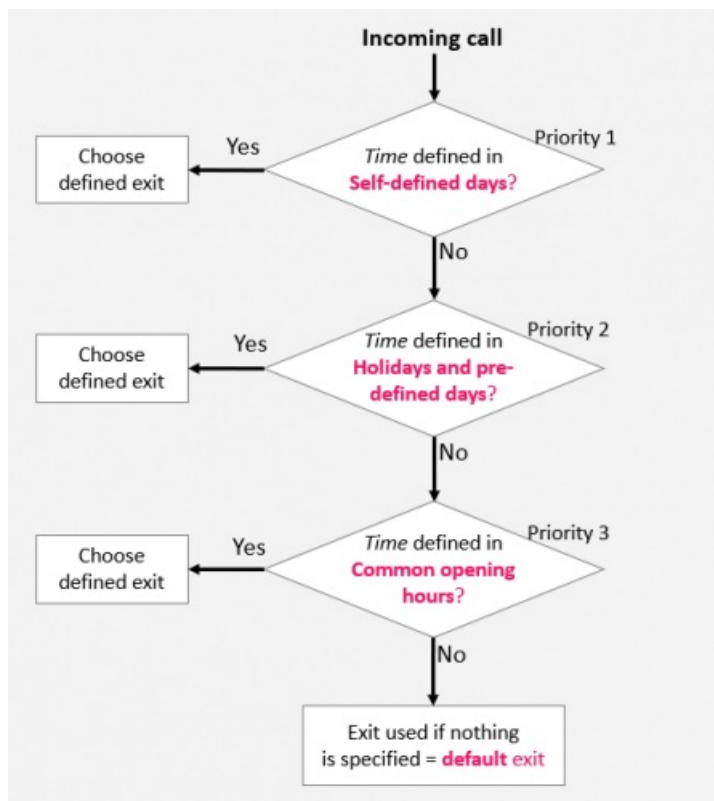 Incoming call
Priority 1
Time defined in
Self-defined days?
Yes
Choose
defined exit
No
Priority 2
Time defined in
Holidays and pre-
defined days?
Yes
Choose
defined exit
No
Priority 3
Time defined in
Common opening
hours?
Yes
Choose
defined exit
No
Exit used if nothing
is specified = default exit